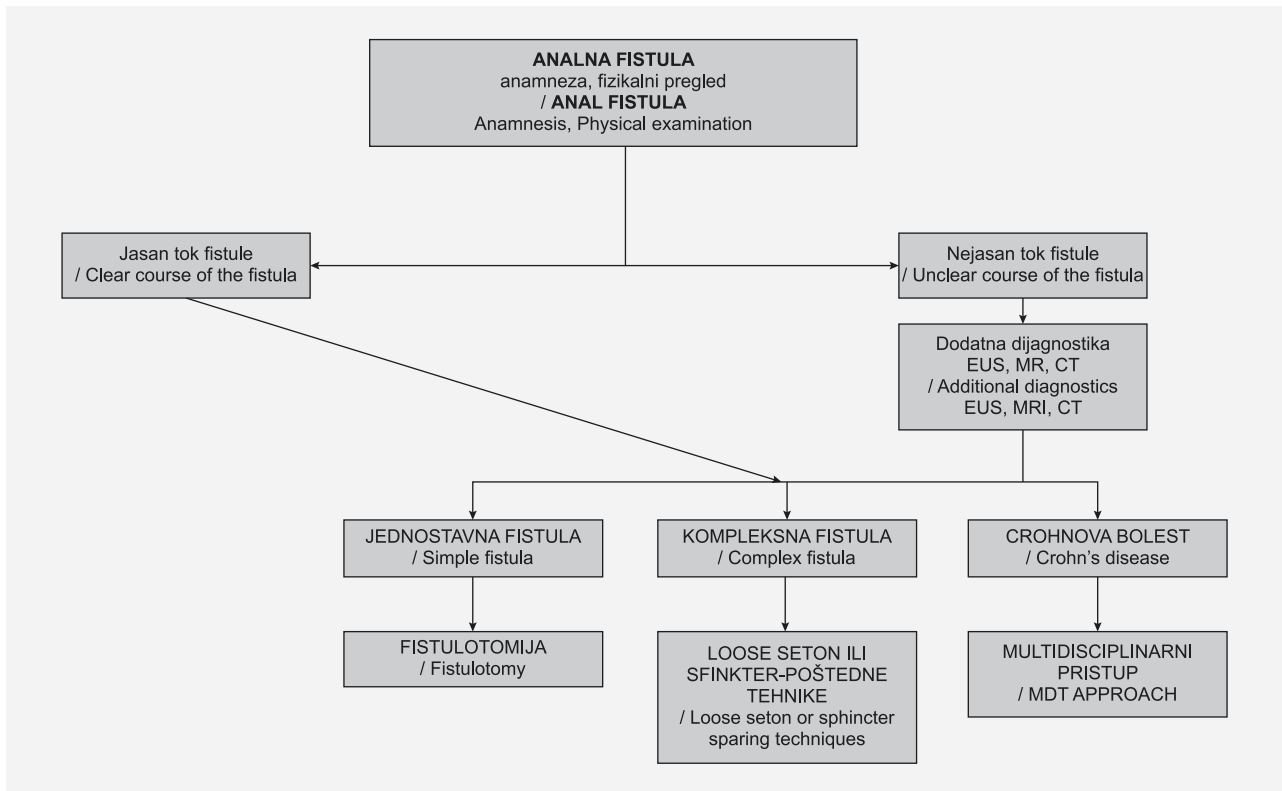 ANALNA FISTULA
anamneza, fizikalni pregled
/ ANAL FISTULA
Anamnesis, Physical examination
Jasan tok fistule
/ Clear course of the fistula
Nejasan tok fistule
/ Unclear course of the fistula
Dodatna dijagnostika
EUS, MR, CT
/ Additional diagnostics
EUS, MRI, CT
JEDNOSTAVNA FISTULA
/ Simple fistula
KOMPLEKSNA FISTULA
/ Complex fistula
CROHNOVA BOLEST
/ Crohn’s disease
FISTULOTOMIJA
/ Fistulotomy
LOOSE SETON ILI
SFINKTER-POŠTEDNE
TEHNIKE
/ Loose seton or sphincter
sparing techniques
MULTIDISCIPLINARNI
PRISTUP
/ MDT APPROACH